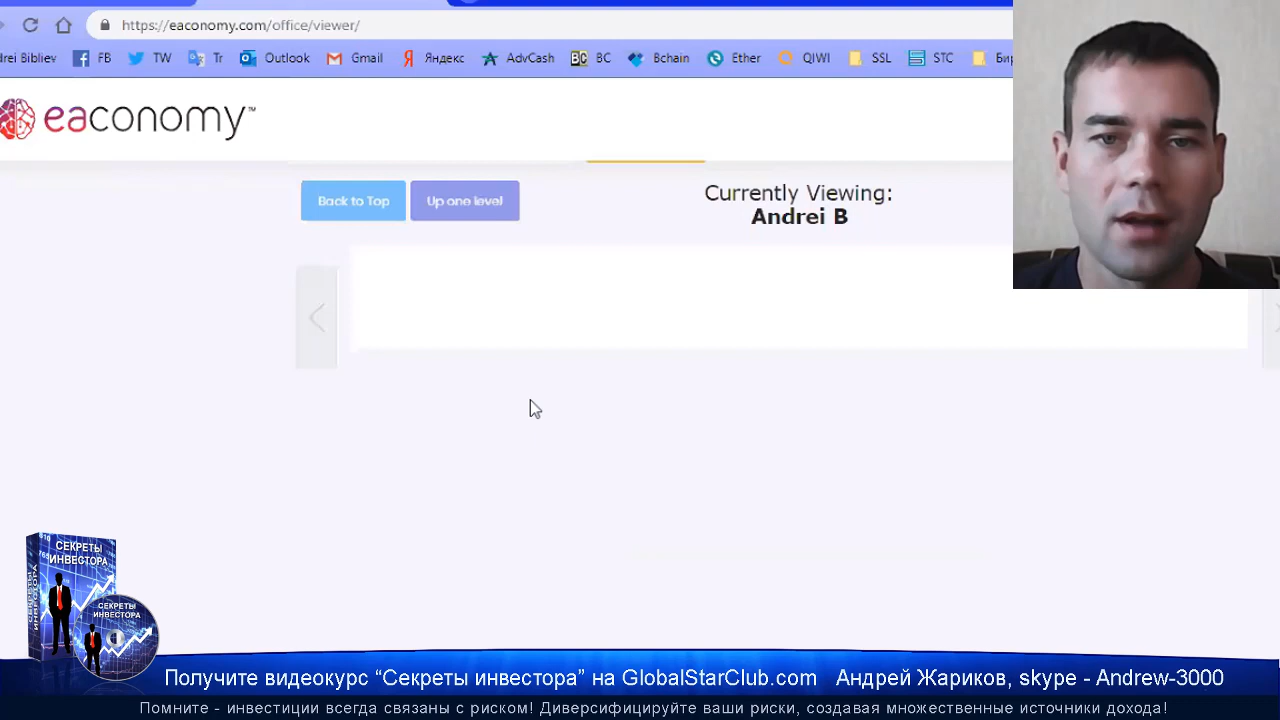 https://eaconomy.com/office/viewer/
FB TW Tr Outlook Gmail Яндекс AdvCash BC BC Bchain Ether QIWI SSL STC
eaconomy™
Back to Top
Up one level
Currently Viewing:
Andrei B
СЕКРЕТЫ
ИНВЕСТОРА
СЕКРЕТЫ
ИНВЕСТОРА
Получите видеокурс “Секреты инвестора” на GlobalStarClub.com Андрей Жариков, skype - Andrew-3000
Помните - инвестиции всегда связаны с риском! Диверсифицируйте ваши риски, создавая множественные источники дохода!